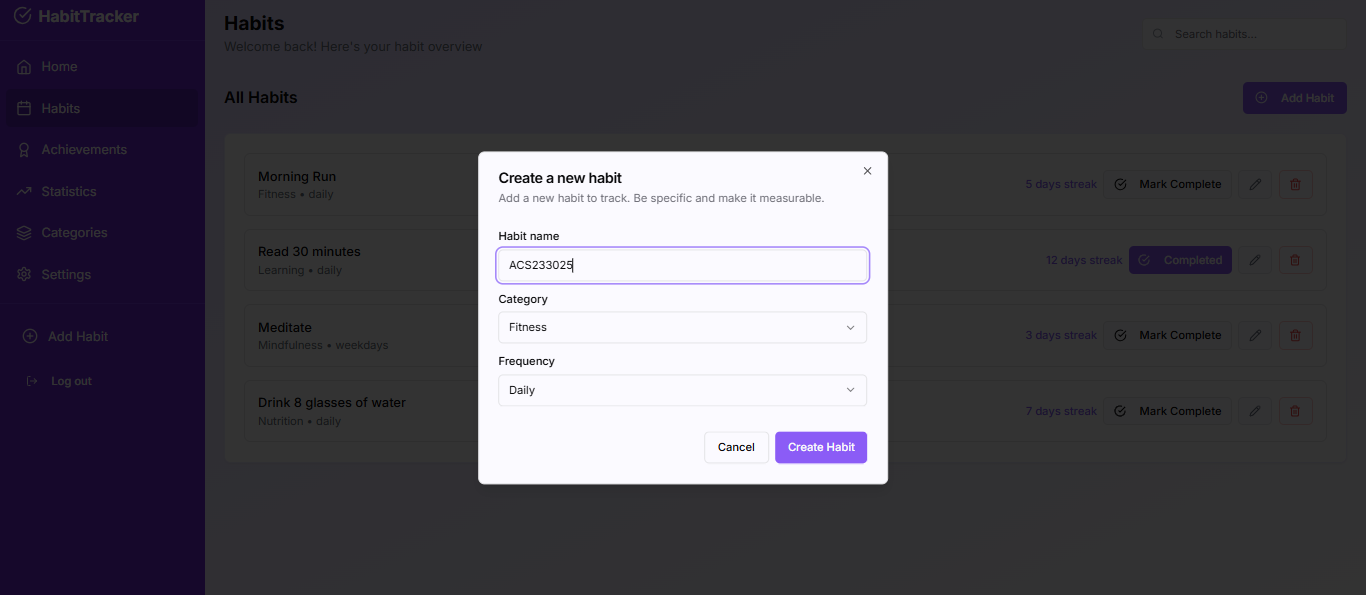 HabitTracker
Home
Habits
Achievements
Statistics
Categories
Settings
Add Habit
Log out
Habits
Welcome back! Here's your habit overview
Search habits...
All Habits
Add Habit
Morning Run
Fitness • daily
5 days streak
Mark Complete
Read 30 minutes
Learning • daily
12 days streak
Completed
Meditate
Mindfulness • weekdays
3 days streak
Mark Complete
Drink 8 glasses of water
Nutrition • daily
7 days streak
Mark Complete
Create a new habit
Add a new habit to track. Be specific and make it measurable.
Habit name
ACS233025
Category
Fitness
Frequency
Daily
Cancel
Create Habit